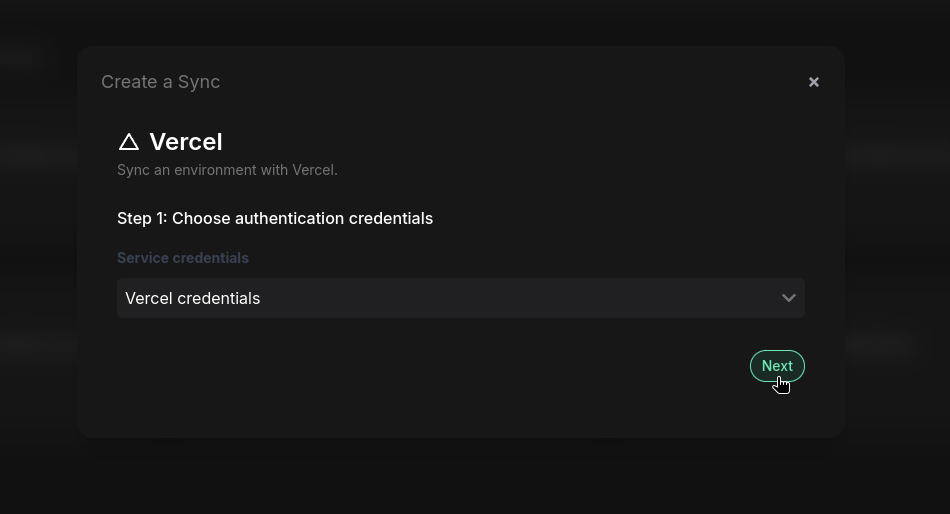 Create a Sync
Vercel
Sync an environment with Vercel.
Step 1: Choose authentication credentials
Service credentials
Vercel credentials
Next